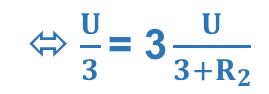 ⇔ U/3 = 3 U/(3+R₂)